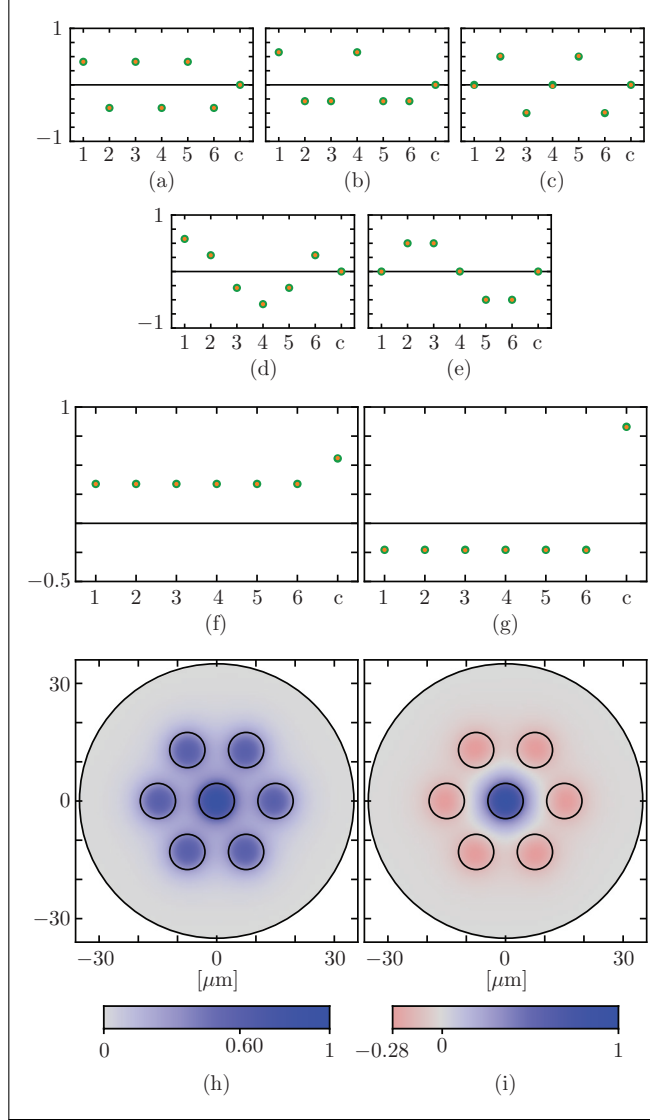 1
−1
1 2 3 4 5 6 c 1 2 3 4 5 6 c 1 2 3 4 5 6 c
(a) (b) (c)
1
−1
1 2 3 4 5 6 c 1 2 3 4 5 6 c
(d) (e)
1
−0.5
1 2 3 4 5 6 c 1 2 3 4 5 6 c
(f) (g)
30
0
−30
−30 0 30 −30 0 30
[μm] [μm]
0 0.60 1 −0.28 0 1
(h) (i)